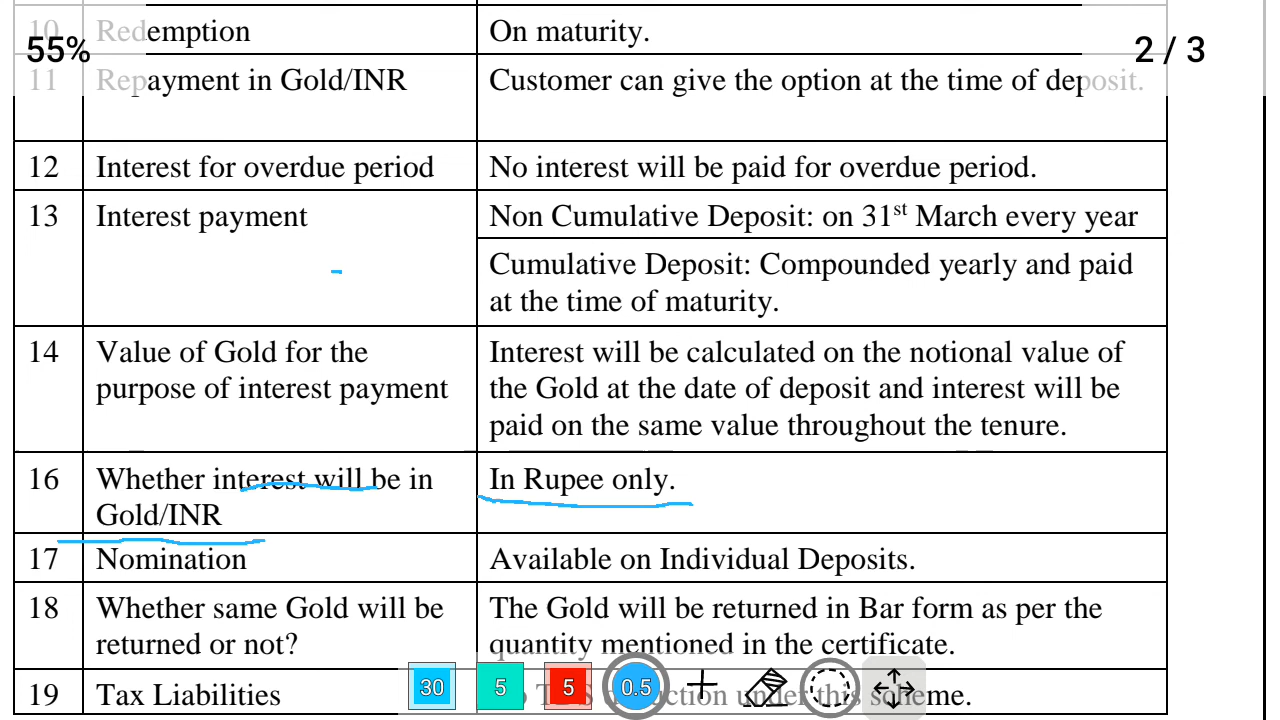 10 Redemption On maturity.
55% 2 / 3
11 Repayment in Gold/INR Customer can give the option at the time of deposit.
12 Interest for overdue period No interest will be paid for overdue period.
13 Interest payment Non Cumulative Deposit: on 31st March every year
Cumulative Deposit: Compounded yearly and paid
at the time of maturity.
14 Value of Gold for the Interest will be calculated on the notional value of
purpose of interest payment the Gold at the date of deposit and interest will be
paid on the same value throughout the tenure.
16 Whether interest will be in In Rupee only.
Gold/INR
17 Nomination Available on Individual Deposits.
18 Whether same Gold will be The Gold will be returned in Bar form as per the
returned or not? quantity mentioned in the certificate.
30 5 5 0.5
19 Tax Liabilities under this scheme.